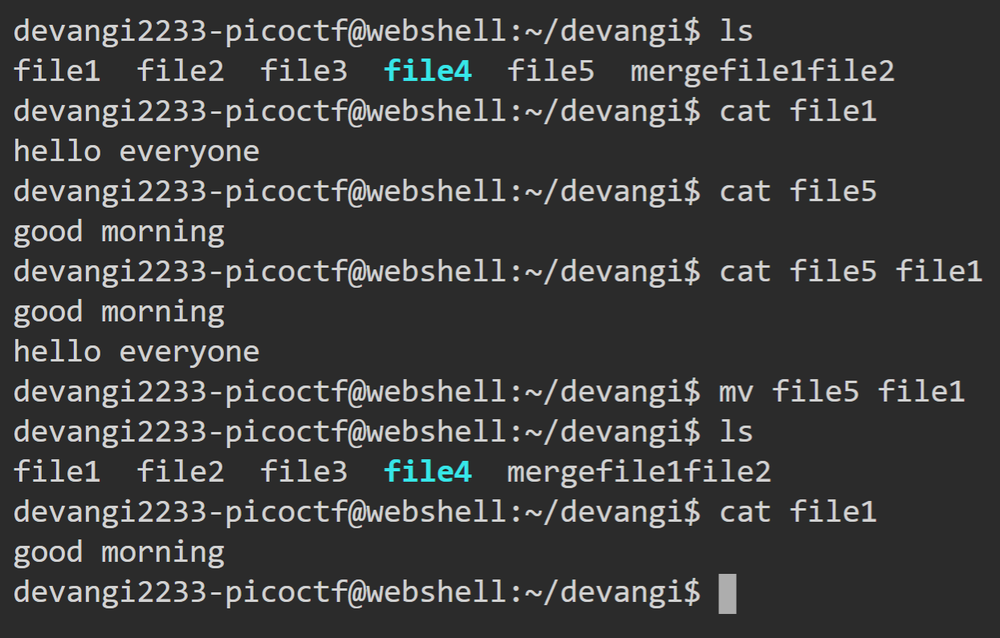 devangi2233-picoctf@webshell:~/devangi$ ls
file1  file2  file3  file4  file5  mergefile1file2
devangi2233-picoctf@webshell:~/devangi$ cat file1
hello everyone
devangi2233-picoctf@webshell:~/devangi$ cat file5
good morning
devangi2233-picoctf@webshell:~/devangi$ cat file5 file1
good morning
hello everyone
devangi2233-picoctf@webshell:~/devangi$ mv file5 file1
devangi2233-picoctf@webshell:~/devangi$ ls
file1  file2  file3  file4  mergefile1file2
devangi2233-picoctf@webshell:~/devangi$ cat file1
good morning
devangi2233-picoctf@webshell:~/devangi$